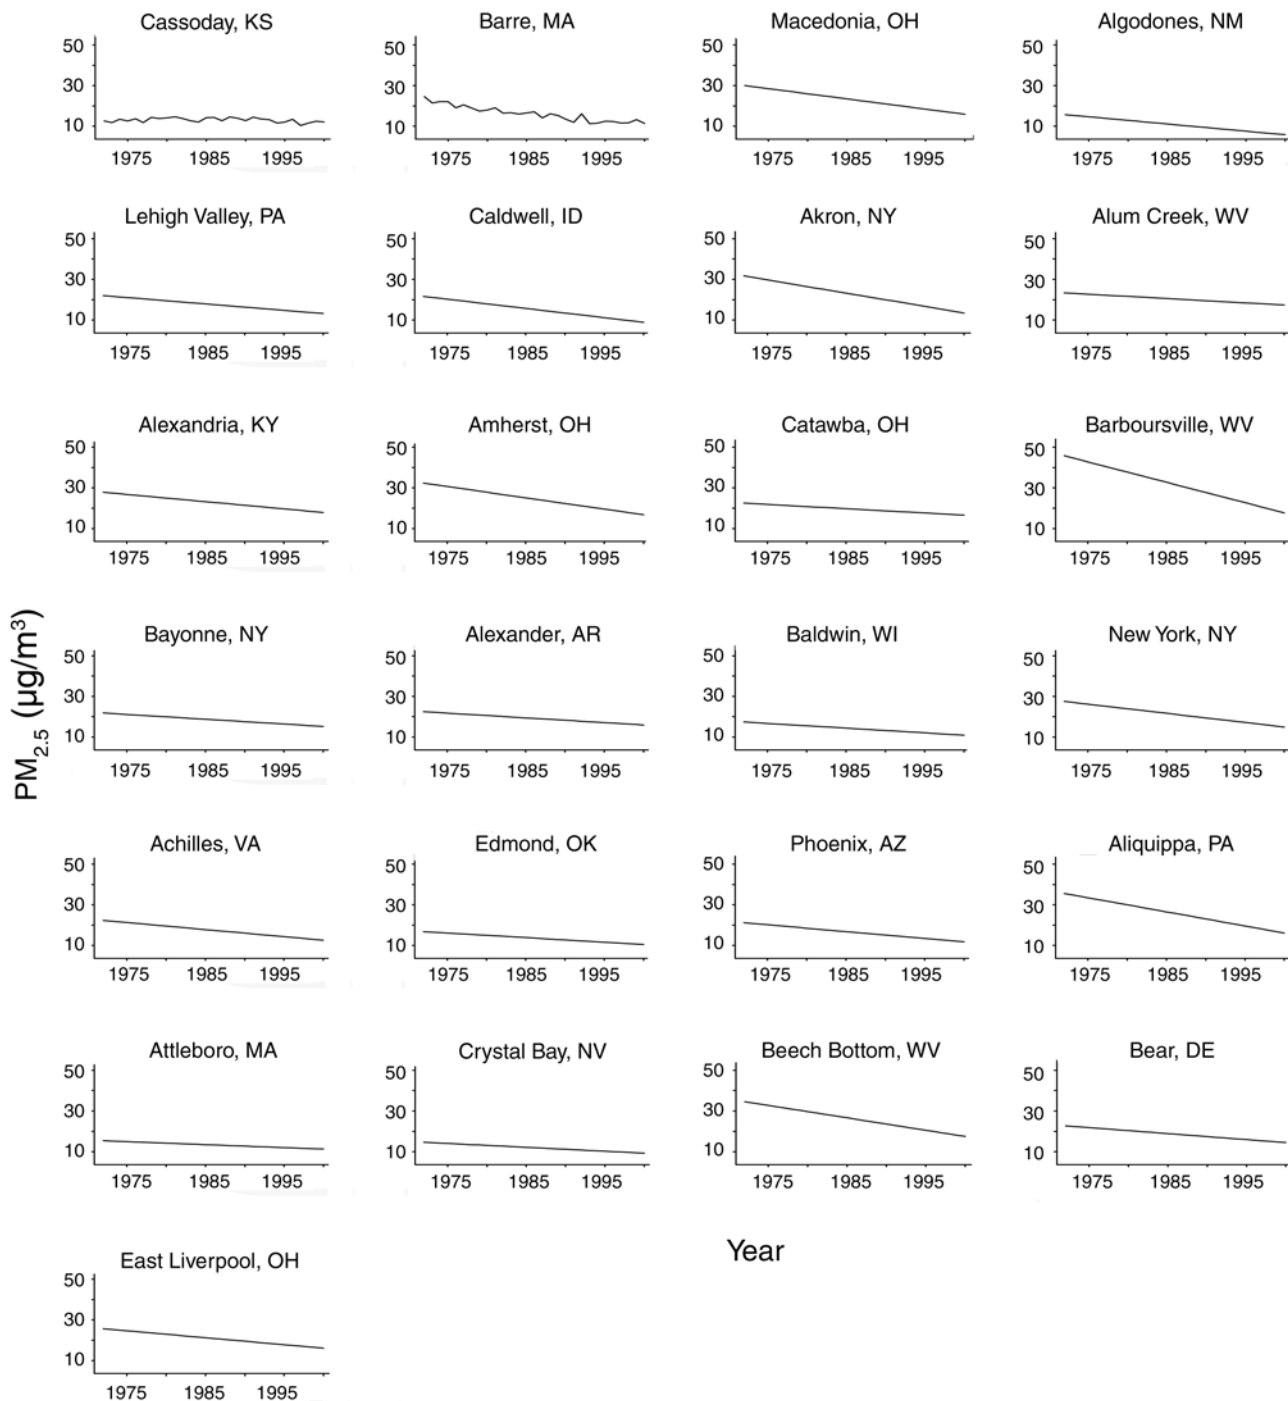 Cassoday, KS
50
30
10
1975 1985 1995
Barre, MA
50
30
10
1975 1985 1995
Macedonia, OH
50
30
10
1975 1985 1995
Algodones, NM
50
30
10
1975 1985 1995
Lehigh Valley, PA
50
30
10
1975 1985 1995
Caldwell, ID
50
30
10
1975 1985 1995
Akron, NY
50
30
10
1975 1985 1995
Alum Creek, WV
50
30
10
1975 1985 1995
Alexandria, KY
50
30
10
1975 1985 1995
Amherst, OH
50
30
10
1975 1985 1995
Catawba, OH
50
30
10
1975 1985 1995
Barboursville, WV
50
30
10
1975 1985 1995
PM2.5 (μg/m³)
Bayonne, NY
50
30
10
1975 1985 1995
Alexander, AR
50
30
10
1975 1985 1995
Baldwin, WI
50
30
10
1975 1985 1995
New York, NY
50
30
10
1975 1985 1995
Achilles, VA
50
30
10
1975 1985 1995
Edmond, OK
50
30
10
1975 1985 1995
Phoenix, AZ
50
30
10
1975 1985 1995
Aliquippa, PA
50
30
10
1975 1985 1995
Attleboro, MA
50
30
10
1975 1985 1995
Crystal Bay, NV
50
30
10
1975 1985 1995
Beech Bottom, WV
50
30
10
1975 1985 1995
Bear, DE
50
30
10
1975 1985 1995
Year
East Liverpool, OH
50
30
10
1975 1985 1995